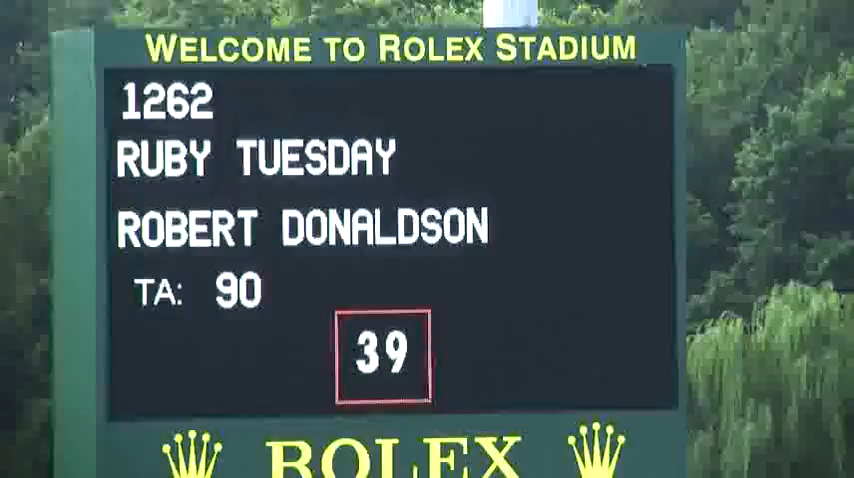 WELCOME TO ROLEX STADIUM
1262
RUBY TUESDAY
ROBERT DONALDSON
TA: 90
39
ROLEX